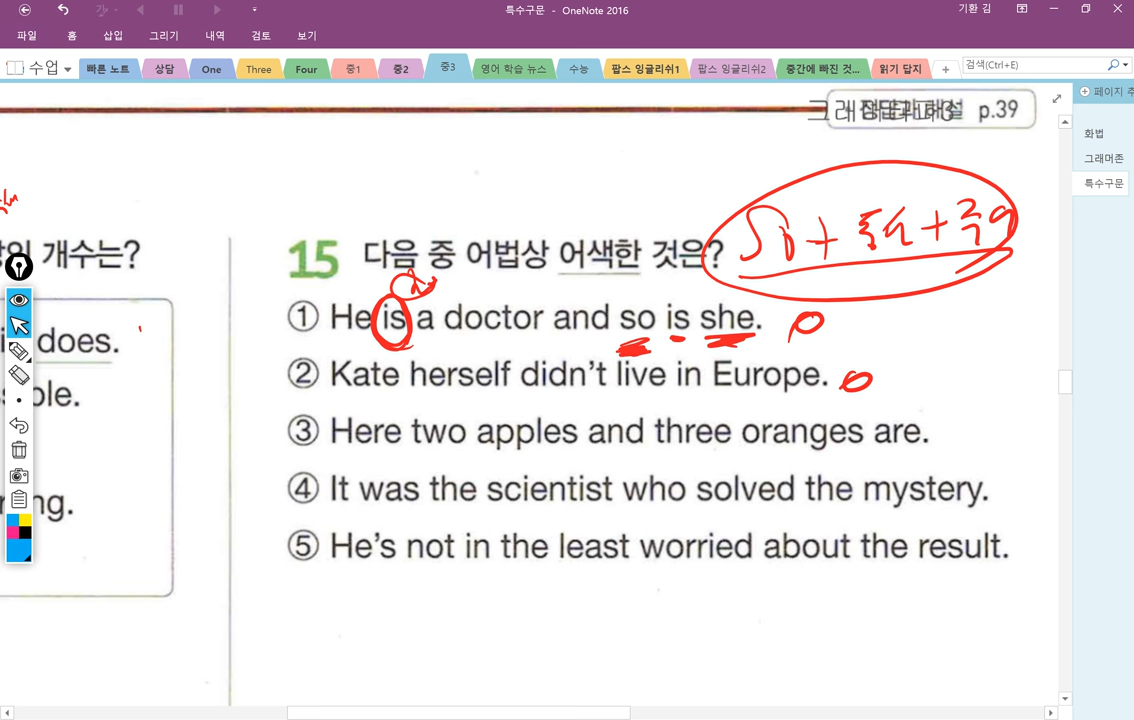 특수구문 - OneNote 2016
기환 김
파일 홈 삽입 그리기 내역 검토 보기
수업 빠른 노트 상담 One Three Four 중1 중2 중3 영어 학습 뉴스 수능 팝스 잉글리쉬1 팝스 잉글리쉬2 중간에 빠진 것... 읽기 답지 + 검색(Ctrl+E)
페이지 추
화법
그래머존
특수구문
p.39
개수는?
does.
ng.
15 다음 중 어법상 어색한 것은?
so + 동사 + 주어
① He is a doctor and so is she.
② Kate herself didn't live in Europe.
③ Here two apples and three oranges are.
④ It was the scientist who solved the mystery.
⑤ He's not in the least worried about the result.